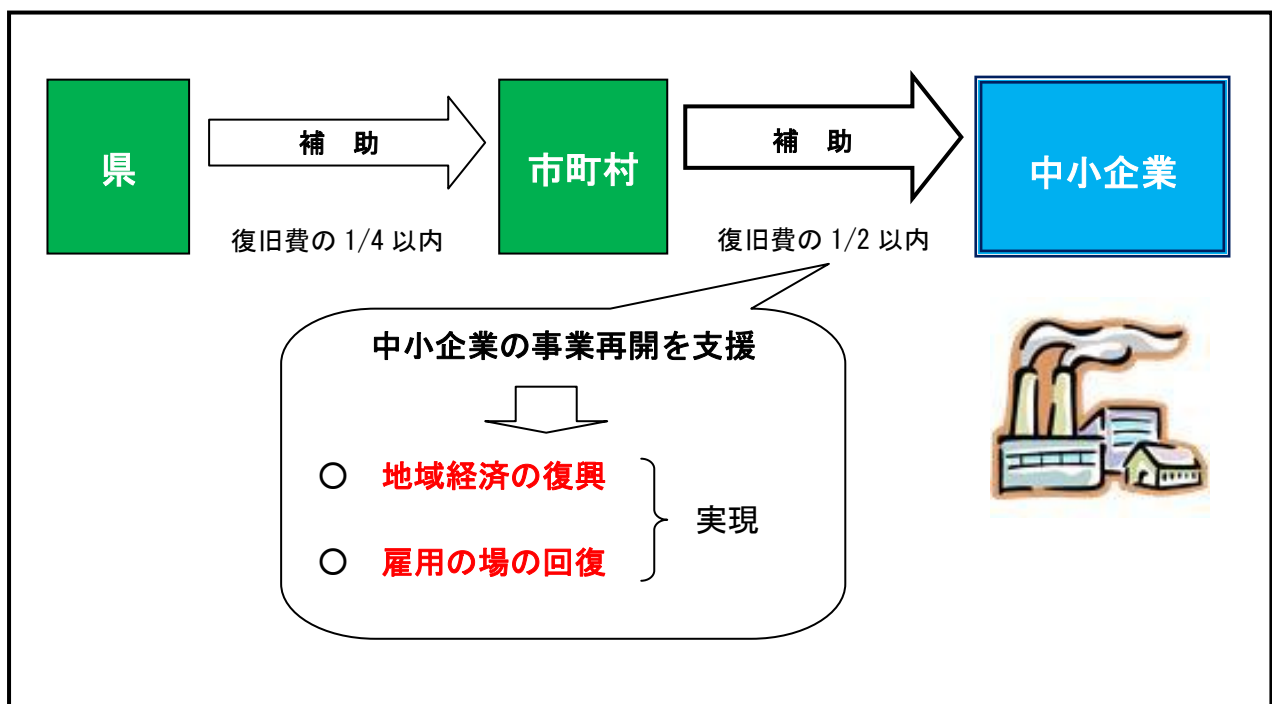 県
補　助
復旧費の 1/4 以内
市町村
補　助
復旧費の 1/2 以内
中小企業
中小企業の事業再開を支援
○　地域経済の復興
○　雇用の場の回復
実現